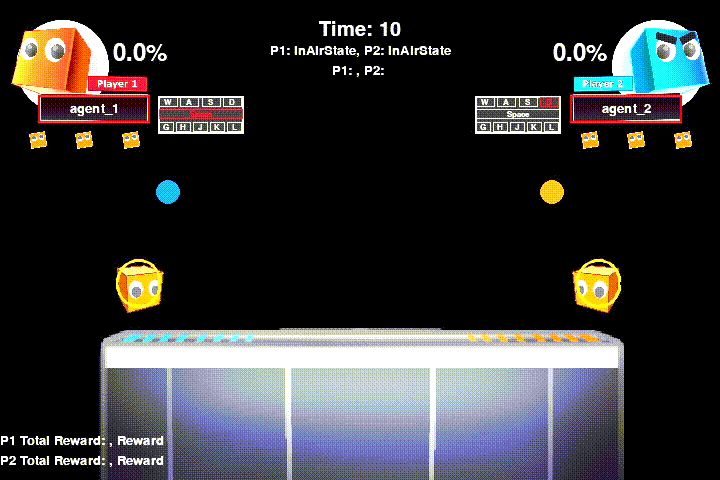 Time: 10
P1: InAirState, P2: InAirState
P1: , P2:
0.0%
Player 1
agent_1
W A S D
G H J K L
0.0%
Player 2
agent_2
W A S
Space
G H J K L
P1 Total Reward: , Reward
P2 Total Reward: , Reward